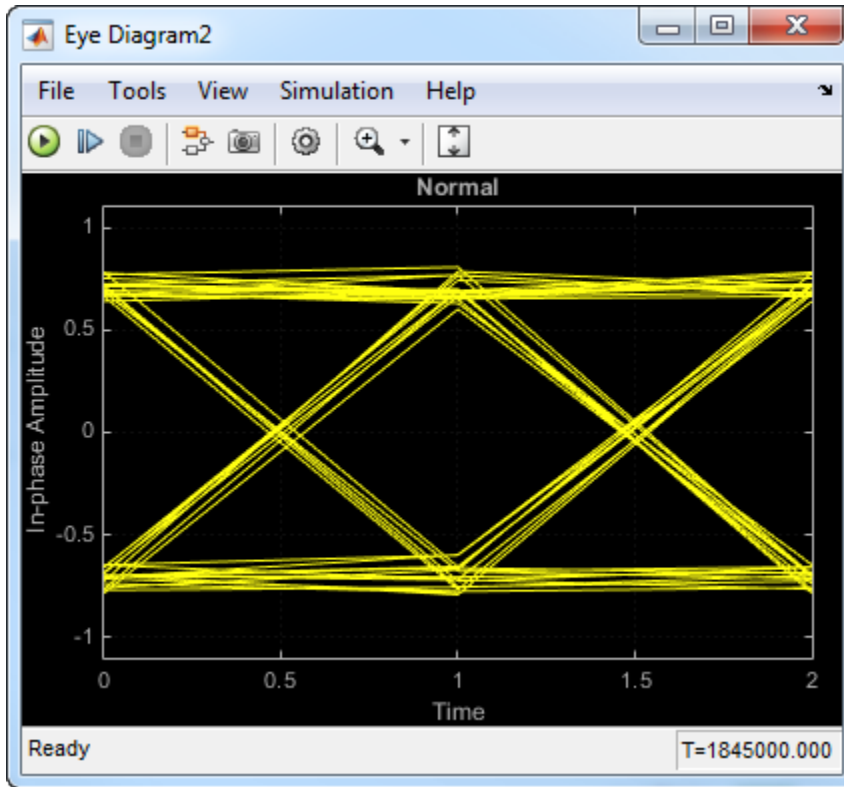 Eye Diagram2
File Tools View Simulation Help
Normal
1
0.5
0
-0.5
-1
In-phase Amplitude
0 0.5 1 1.5 2
Time
Ready T=1845000.000